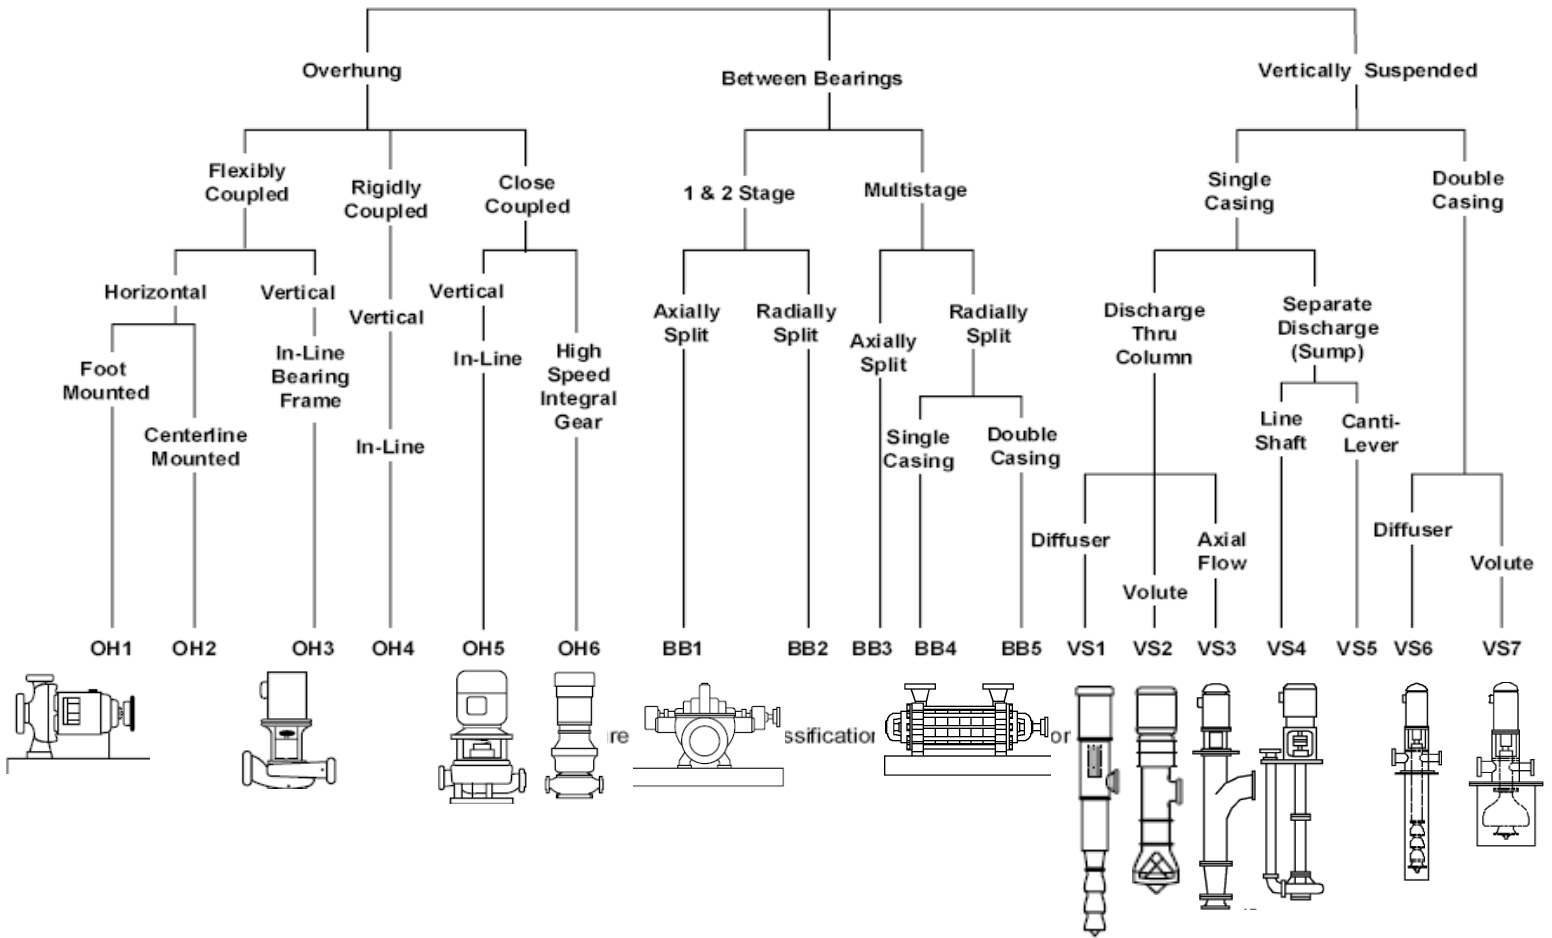 Overhung
Between Bearings
Vertically Suspended
Flexibly
Coupled
Rigidly
Coupled
Close
Coupled
1 & 2 Stage
Multistage
Single
Casing
Double
Casing
Horizontal
Vertical
Vertical
Vertical
Axially
Split
Radially
Split
Axially
Split
Radially
Split
Discharge
Thru
Column
Separate
Discharge
(Sump)
Foot
Mounted
Centerline
Mounted
In-Line
Bearing
Frame
In-Line
In-Line
High
Speed
Integral
Gear
Single
Casing
Double
Casing
Line
Shaft
Canti-
Lever
Diffuser
Volute
Axial
Flow
Diffuser
Volute
OH1 OH2 OH3 OH4 OH5 OH6 BB1 BB2 BB3 BB4 BB5 VS1 VS2 VS3 VS4 VS5 VS6 VS7
re ssification or